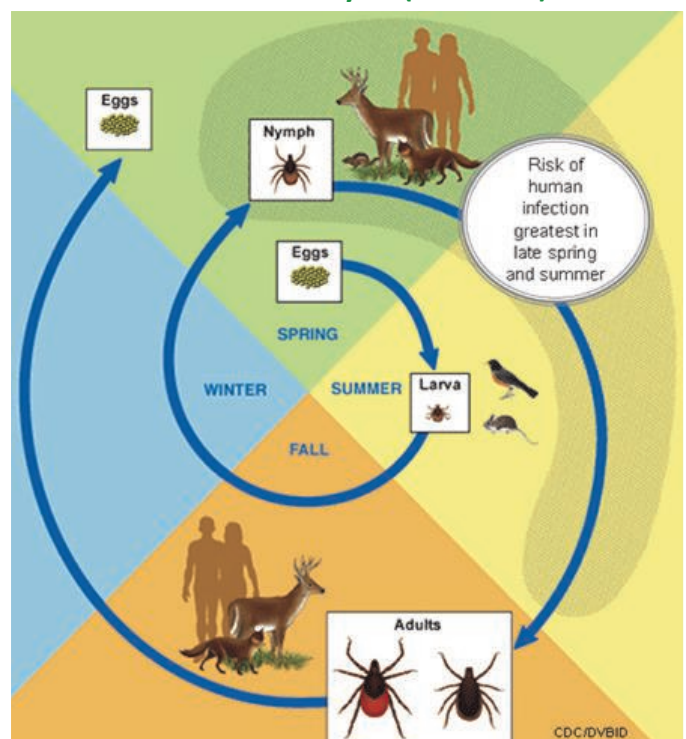 Eggs
Nymph
Risk of
human
infection
greatest in
late spring
and summer
Eggs
SPRING
WINTER
SUMMER
Larva
FALL
Adults
CDC/DVBID